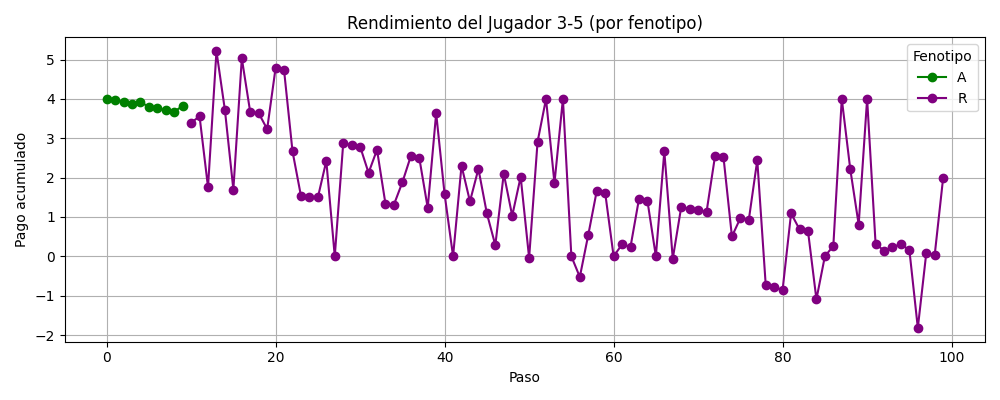 Rendimiento del Jugador 3-5 (por fenotipo)
Pago acumulado
5
4
3
2
1
0
−1
−2
Fenotipo
A
R
0 20 40 60 80 100
Paso